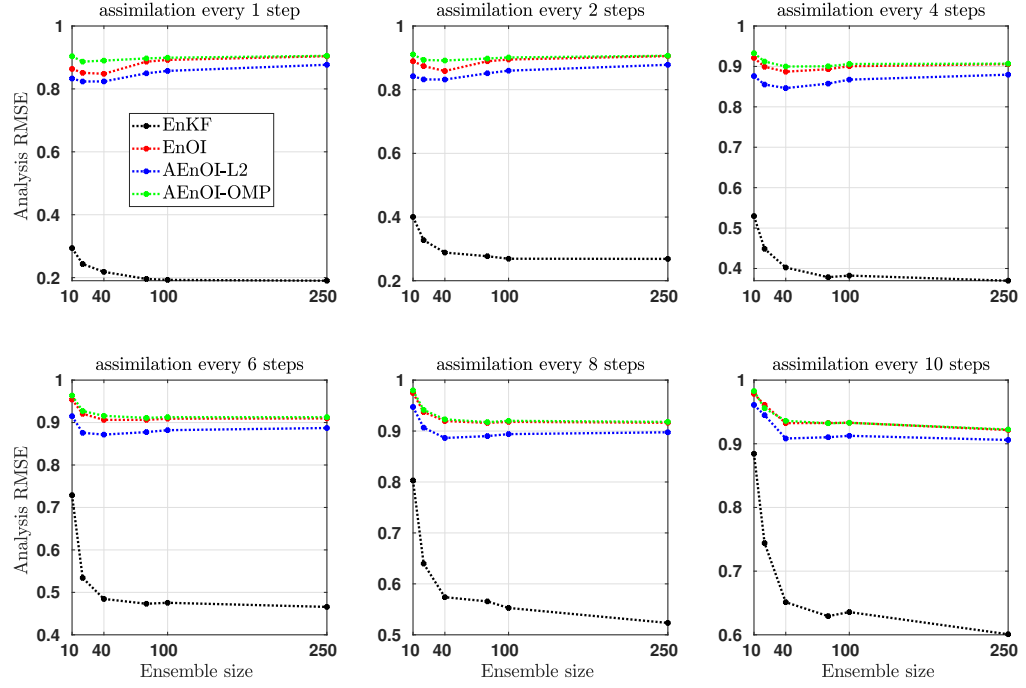 assimilation every 1 step
assimilation every 2 steps
assimilation every 4 steps
1
0.8
0.6
0.4
0.2
10 40 100 250
Analysis RMSE
EnKF
EnOI
AEnOI-L2
AEnOI-OMP
1
0.8
0.6
0.4
0.2
10 40 100 250
1
0.9
0.8
0.7
0.6
0.5
0.4
10 40 100 250
assimilation every 6 steps
assimilation every 8 steps
assimilation every 10 steps
1
0.9
0.8
0.7
0.6
0.5
0.4
10 40 100 250
Analysis RMSE
Ensemble size
1
0.9
0.8
0.7
0.6
0.5
10 40 100 250
Ensemble size
1
0.9
0.8
0.7
0.6
10 40 100 250
Ensemble size